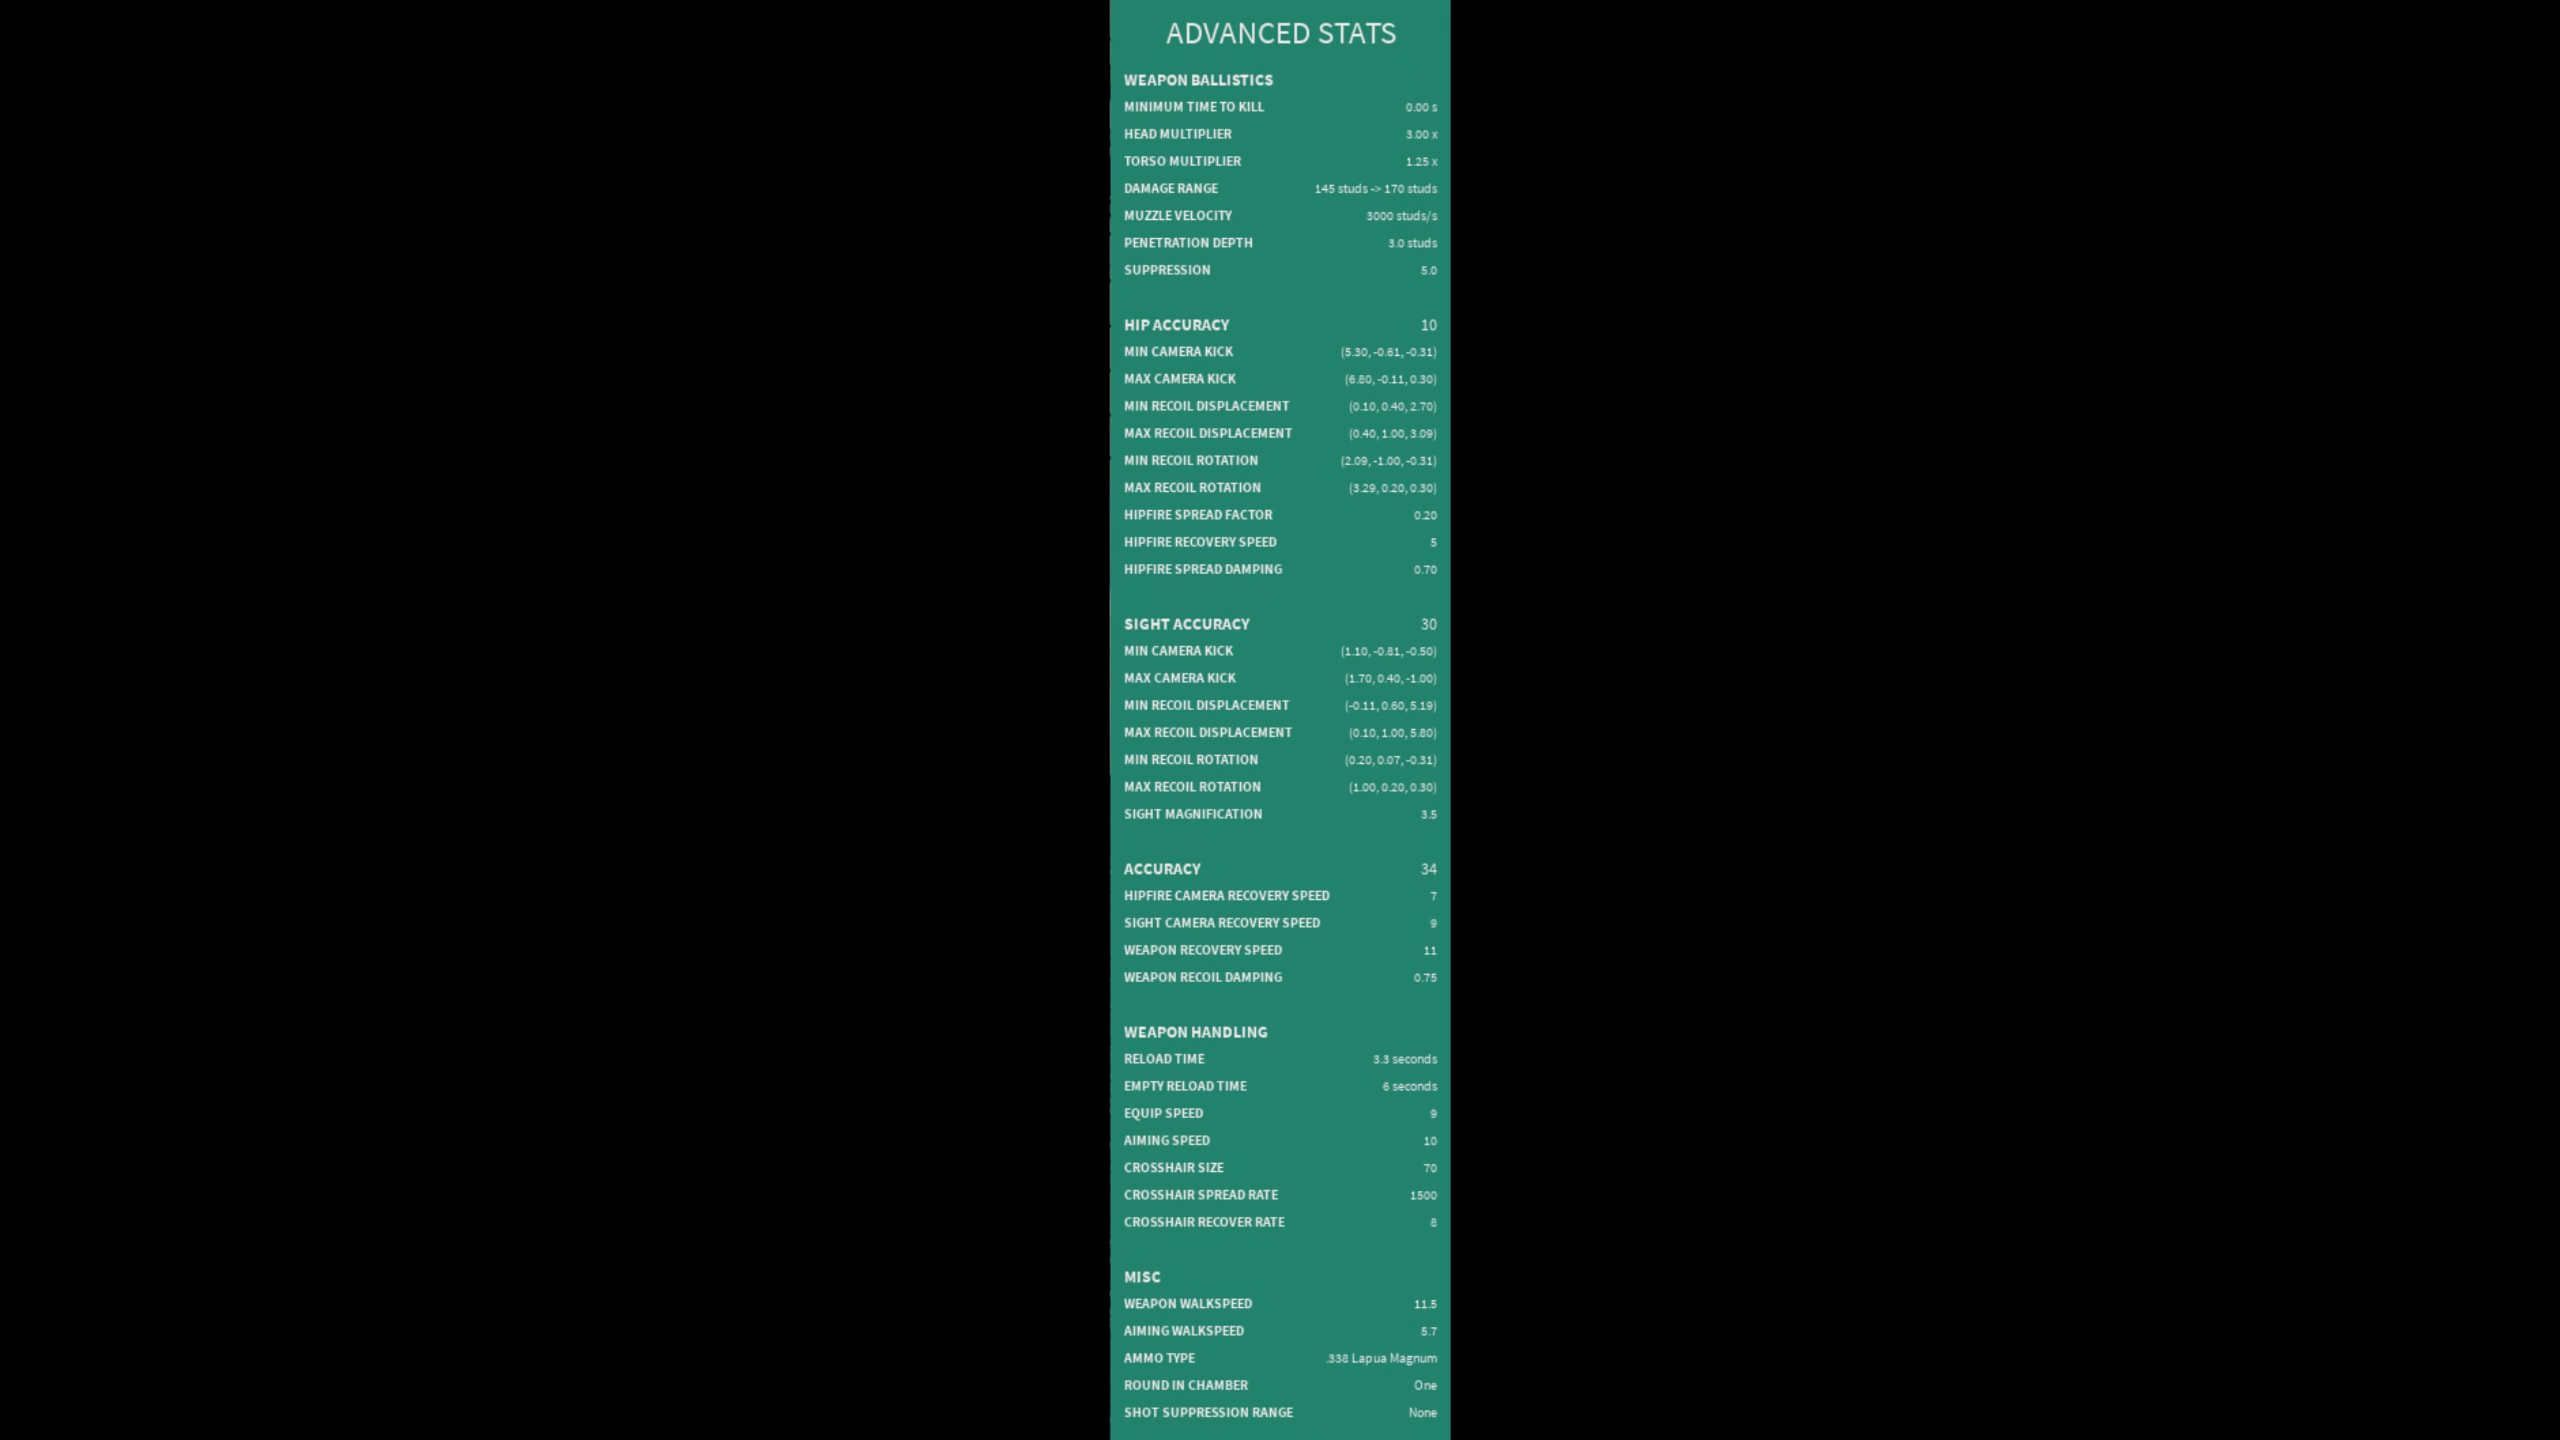 ADVANCED STATS
WEAPON BALLISTICS
MINIMUM TIME TO KILL 0.00 s
HEAD MULTIPLIER 3.00 x
TORSO MULTIPLIER 1.25 x
DAMAGE RANGE 145 studs -> 170 studs
MUZZLE VELOCITY 3000 studs/s
PENETRATION DEPTH 3.0 studs
SUPPRESSION 5.0
HIP ACCURACY 10
MIN CAMERA KICK (5.30, -0.61, -0.31)
MAX CAMERA KICK (6.80, -0.11, 0.30)
MIN RECOIL DISPLACEMENT (0.10, 0.40, 2.70)
MAX RECOIL DISPLACEMENT (0.40, 1.00, 3.09)
MIN RECOIL ROTATION (2.09, -1.00, -0.31)
MAX RECOIL ROTATION (3.29, 0.20, 0.30)
HIPFIRE SPREAD FACTOR 0.20
HIPFIRE RECOVERY SPEED 5
HIPFIRE SPREAD DAMPING 0.70
SIGHT ACCURACY 30
MIN CAMERA KICK (1.10, -0.81, -0.50)
MAX CAMERA KICK (1.70, 0.40, -1.00)
MIN RECOIL DISPLACEMENT (-0.11, 0.60, 5.19)
MAX RECOIL DISPLACEMENT (0.10, 1.00, 5.80)
MIN RECOIL ROTATION (0.20, 0.07, -0.31)
MAX RECOIL ROTATION (1.00, 0.20, 0.30)
SIGHT MAGNIFICATION 3.5
ACCURACY 34
HIPFIRE CAMERA RECOVERY SPEED 7
SIGHT CAMERA RECOVERY SPEED 9
WEAPON RECOVERY SPEED 11
WEAPON RECOIL DAMPING 0.75
WEAPON HANDLING
RELOAD TIME 3.3 seconds
EMPTY RELOAD TIME 6 seconds
EQUIP SPEED 9
AIMING SPEED 10
CROSSHAIR SIZE 70
CROSSHAIR SPREAD RATE 1500
CROSSHAIR RECOVER RATE 8
MISC
WEAPON WALKSPEED 11.5
AIMING WALKSPEED 5.7
AMMO TYPE .338 Lapua Magnum
ROUND IN CHAMBER One
SHOT SUPPRESSION RANGE None